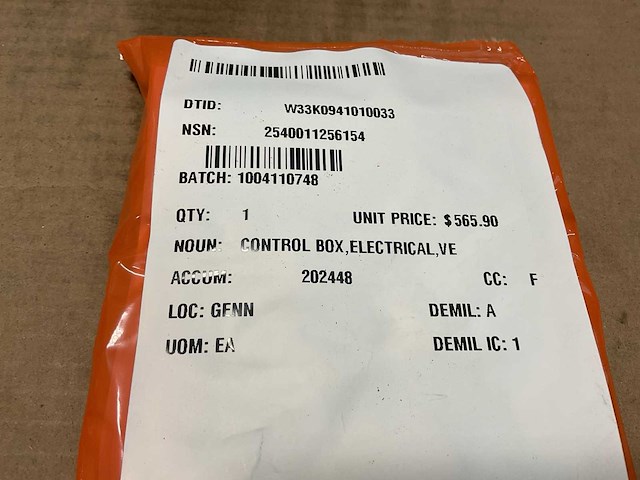 DTID: W33K0941010033
NSN: 2540011256154
BATCH: 1004110748
QTY: 1 UNIT PRICE: $565.90
NOUN: CONTROL BOX,ELECTRICAL,VE
ACCUM: 202448 CC: F
LOC: GENN DEMIL: A
UOM: EA DEMIL IC: 1